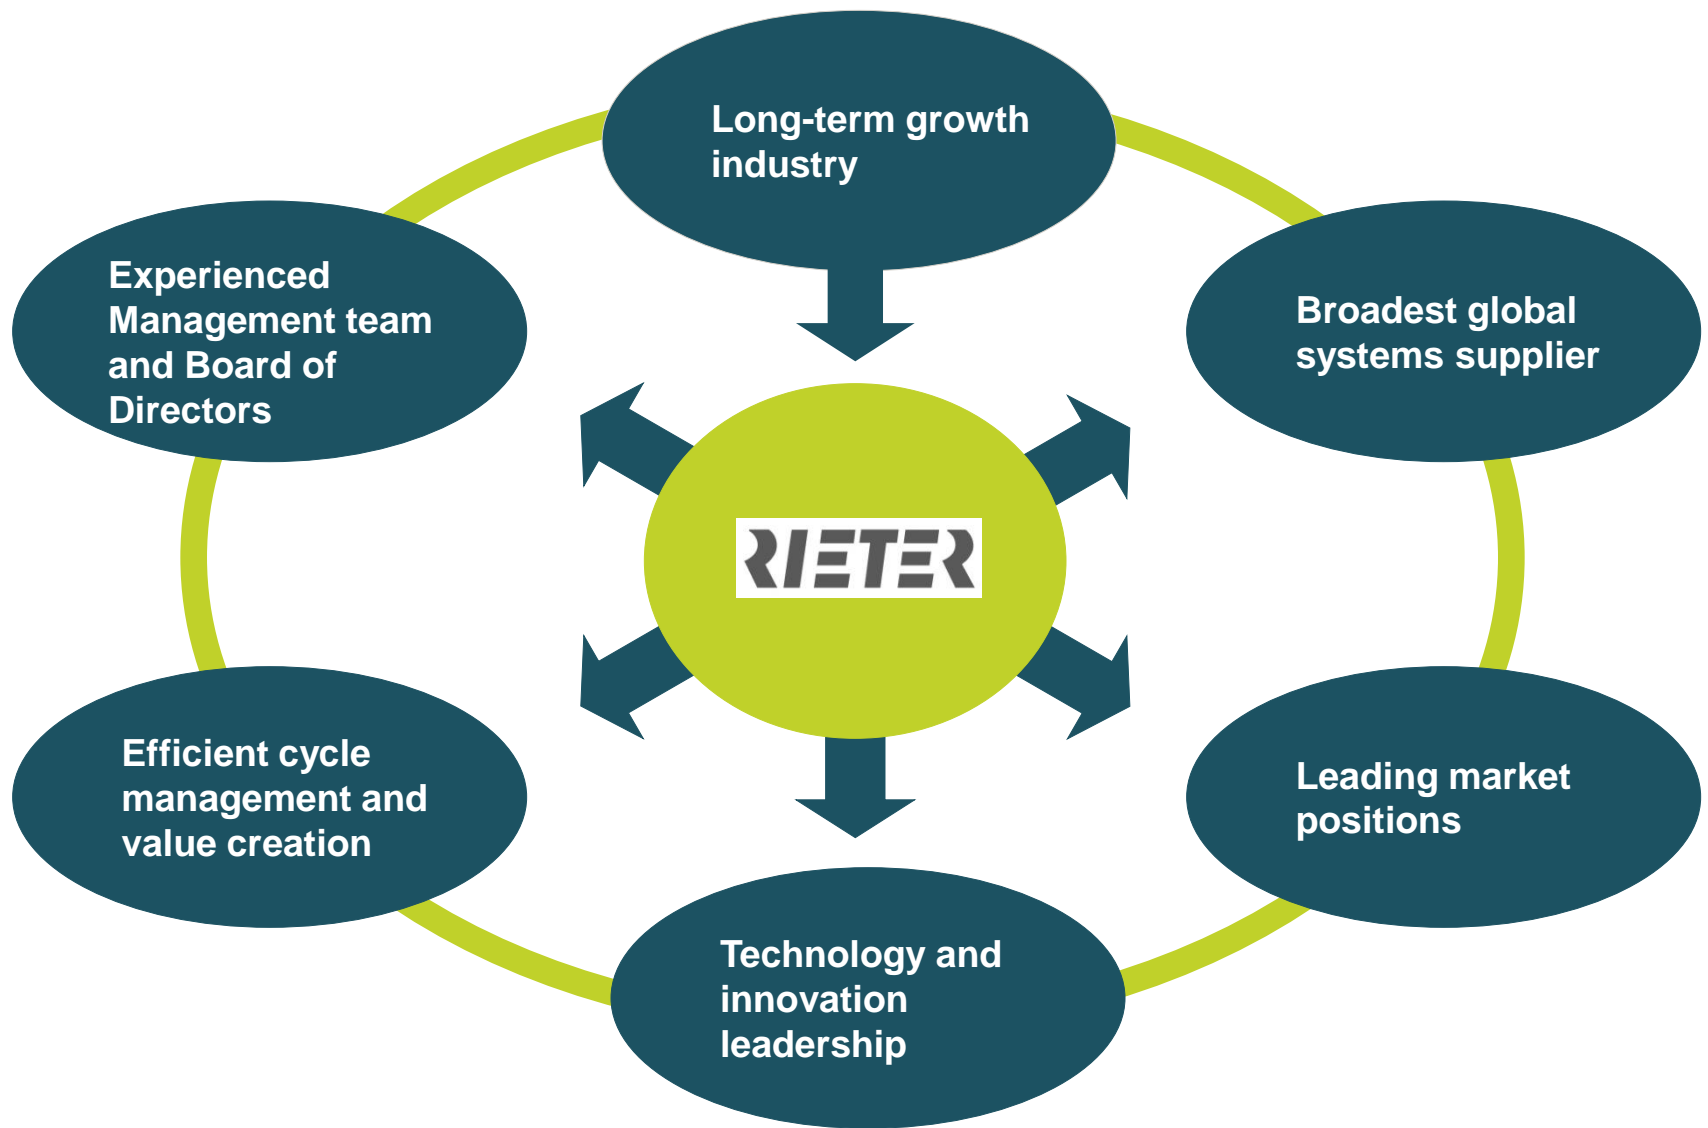 Long-term growth
industry
Experienced
Management team
and Board of
Directors
Broadest global
systems supplier
RIETER
Efficient cycle
management and
value creation
Leading market
positions
Technology and
innovation
leadership